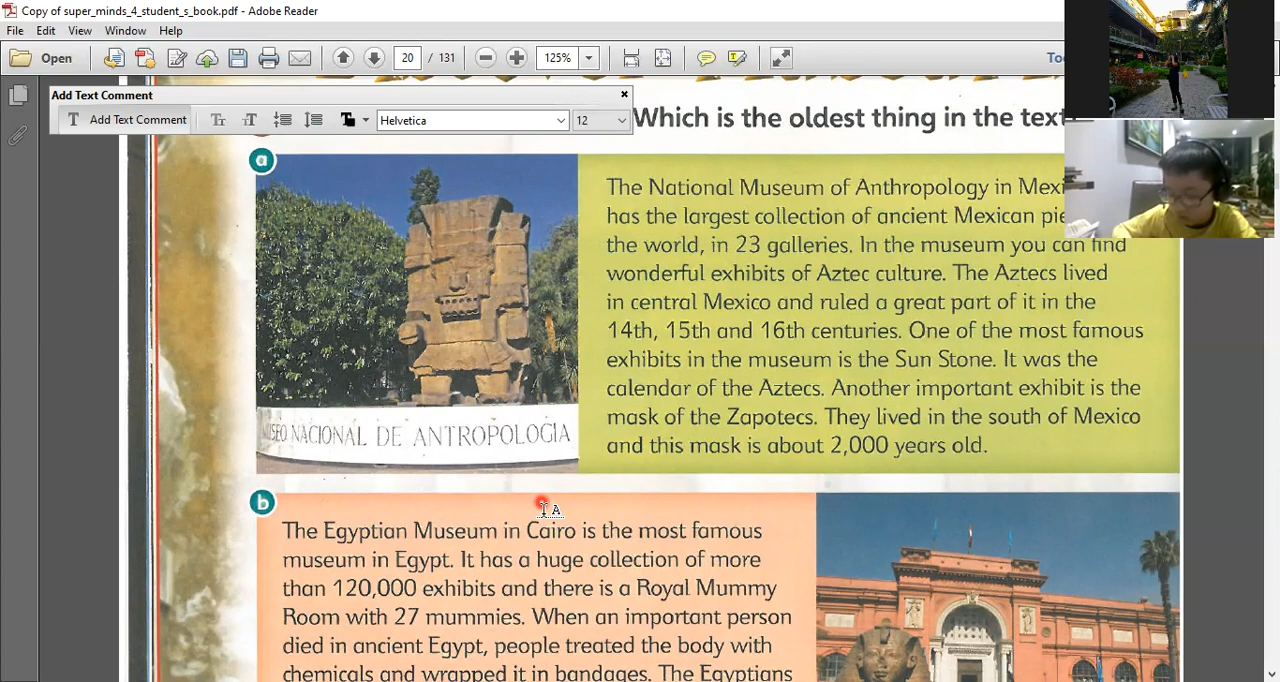 Copy of super_minds_4_student_s_book.pdf - Adobe Reader
File Edit View Window Help
Open 20 / 131 125%
Add Text Comment
T Add Text Comment Helvetica 12
Which is the oldest thing in the text
a
The National Museum of Anthropology in
has the largest collection of ancient Mexican
the world, in 23 galleries. In the museum you can find
wonderful exhibits of Aztec culture. The Aztecs lived
in central Mexico and ruled a great part of it in the
14th, 15th and 16th centuries. One of the most famous
exhibits in the museum is the Sun Stone. It was the
calendar of the Aztecs. Another important exhibit is the
mask of the Zapotecs. They lived in the south of Mexico
and this mask is about 2,000 years old.
NACIONAL DE ANTROPOLOGIA
b
The Egyptian Museum in Cairo is the most famous
museum in Egypt. It has a huge collection of more
than 120,000 exhibits and there is a Royal Mummy
Room with 27 mummies. When an important person
died in ancient Egypt, people treated the body with
chemicals and wrapped it in bandages. The Egyptians